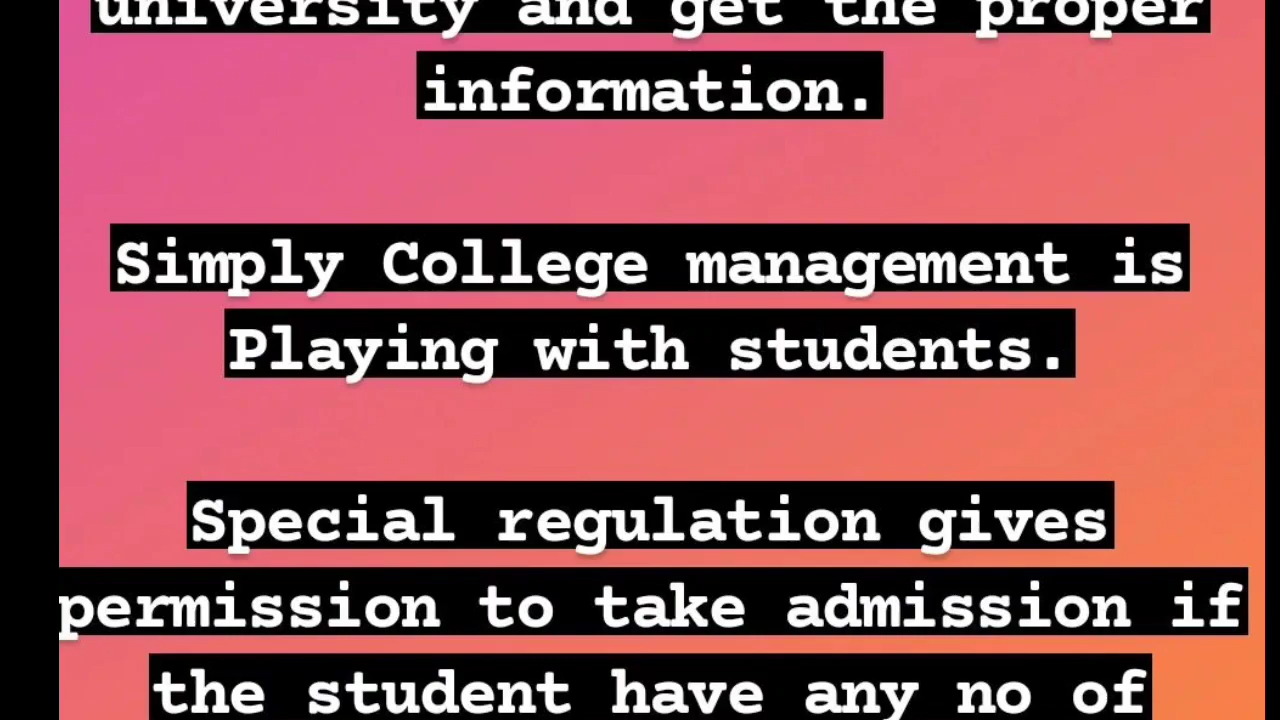 university and get the proper
information.
Simply College management is
Playing with students.
Special regulation gives
permission to take admission if
the student have any no of